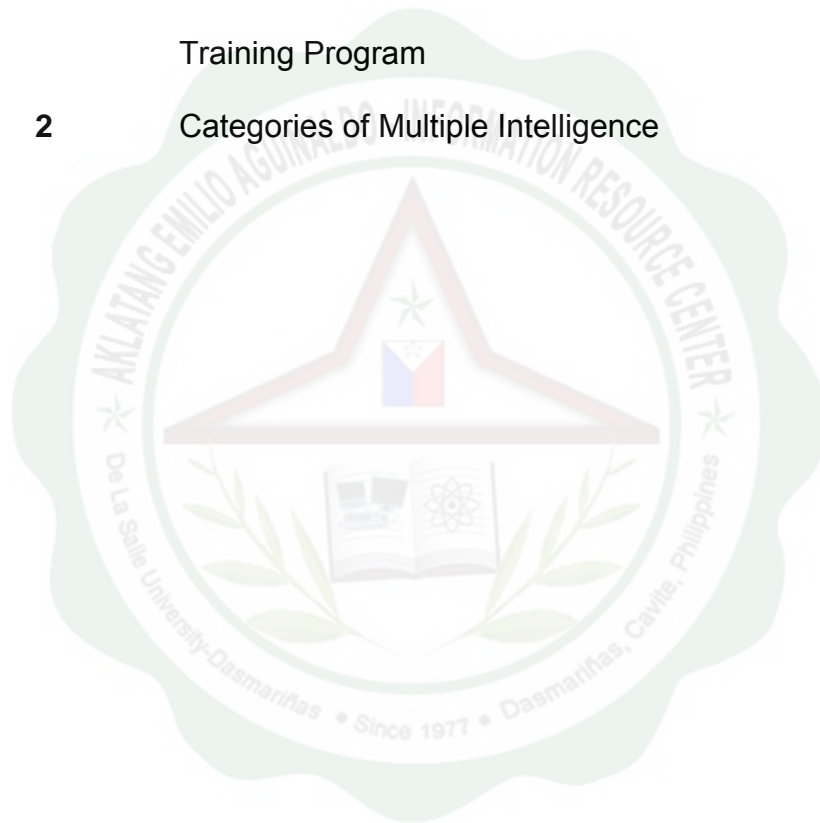 Training Program
2 Categories of Multiple Intelligence
AKLATANG EMILIO AGUINALDO - INFORMATION RESOURCE CENTER
De La Salle University-Dasmariñas • Since 1977 • Dasmariñas, Cavite, Philippines